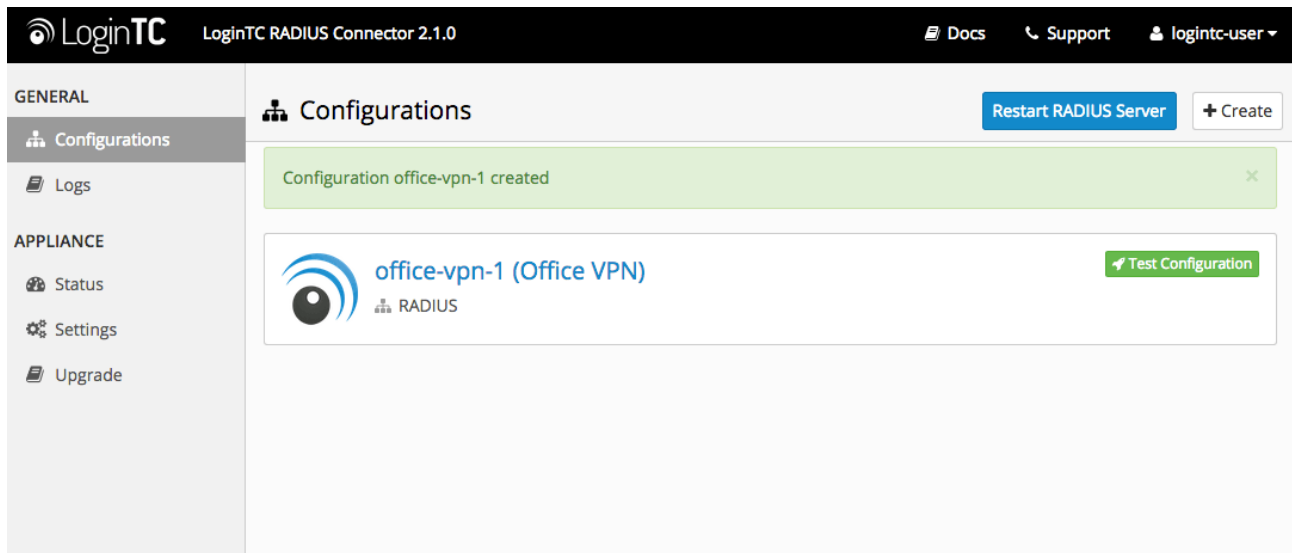 LoginTC LoginTC RADIUS Connector 2.1.0 Docs Support logintc-user
GENERAL
Configurations
Logs
APPLIANCE
Status
Settings
Upgrade
Configurations Restart RADIUS Server + Create
Configuration office-vpn-1 created ×
office-vpn-1 (Office VPN) Test Configuration
RADIUS